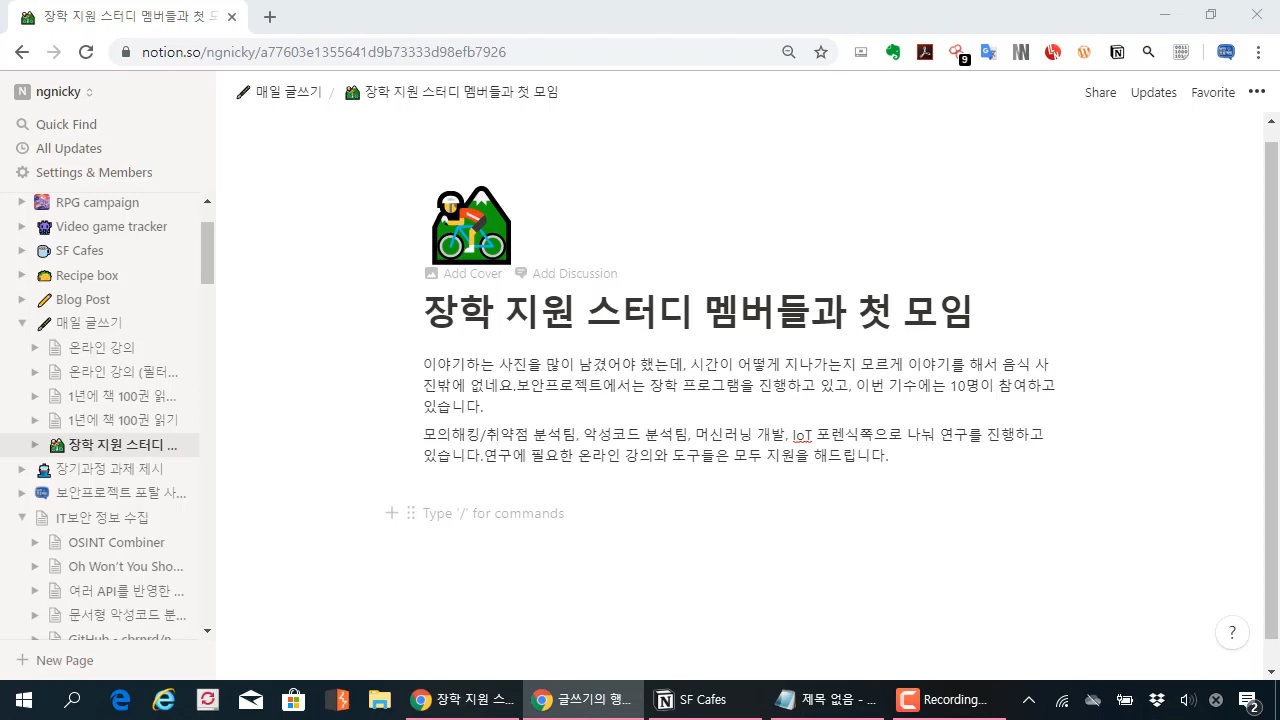 장학 지원 스터디 멤버들과 첫 모
notion.so/ngnicky/a77603e1355641d9b73333d98efb7926
9
N ngnicky
매일 글쓰기 / 장학 지원 스터디 멤버들과 첫 모임
Share Updates Favorite •••
Quick Find
All Updates
Settings & Members
RPG campaign
Video game tracker
SF Cafes
Recipe box
Blog Post
매일 글쓰기
온라인 강의
온라인 강의 (필터...
1년에 책 100권 읽...
1년에 책 100권 읽기
장학 지원 스터디 ...
장기과정 과제 제시
보안프로젝트 포탈 사...
IT보안 정보 수집
OSINT Combiner
Oh Won't You Sho...
여러 API를 반영한 ...
문서형 악성코드 분...
GitHub - chrprd/n
New Page
Add Cover Add Discussion
장학 지원 스터디 멤버들과 첫 모임
이야기하는 사진을 많이 남겼어야 했는데, 시간이 어떻게 지나가는지 모르게 이야기를 해서 음식 사
진밖에 없네요.보안프로젝트에서는 장학 프로그램을 진행하고 있고, 이번 기수에는 10명이 참여하고
있습니다.
모의해킹/취약점 분석팀, 악성코드 분석팀, 머신러닝 개발, IoT 포렌식쪽으로 나눠 연구를 진행하고
있습니다.연구에 필요한 온라인 강의와 도구들은 모두 지원을 해드립니다.
Type '/' for commands
?
장학 지원 스...
글쓰기의 행...
SF Cafes
제목 없음 - ...
Recording...
2